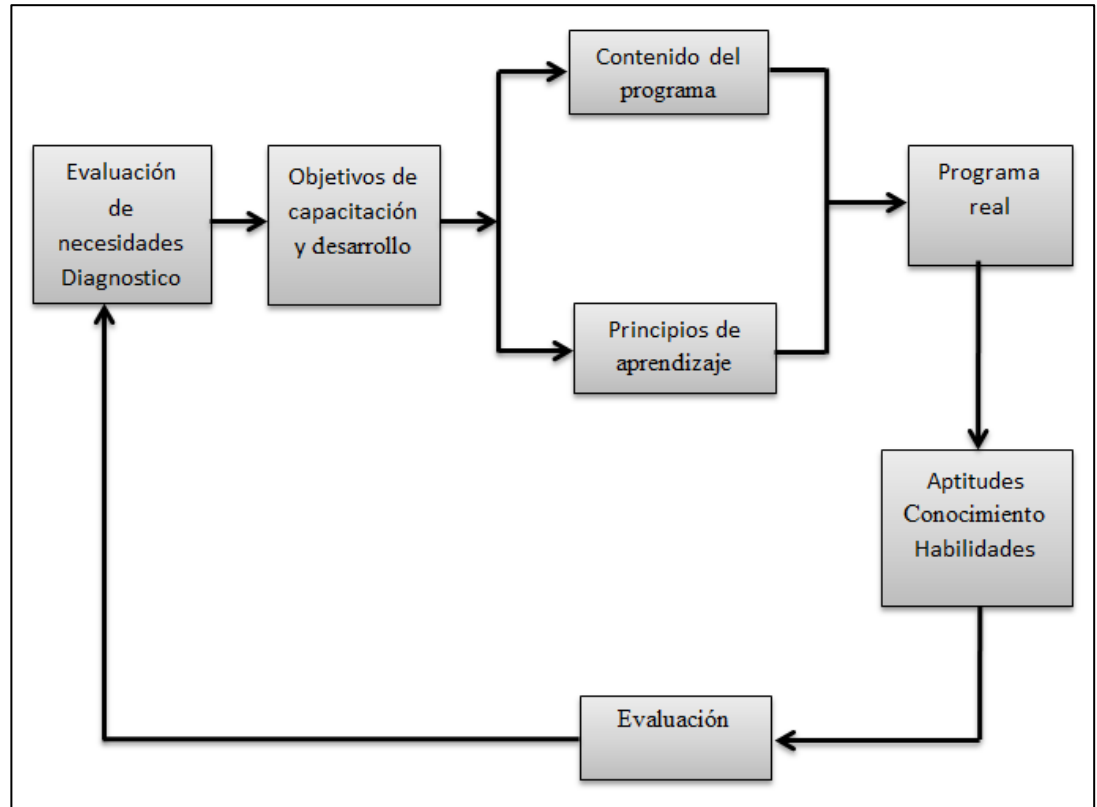 Evaluación
de
necesidades
Diagnostico
Objetivos de
capacitación
y desarrollo
Contenido del
programa
Principios de
aprendizaje
Programa
real
Aptitudes
Conocimiento
Habilidades
Evaluación